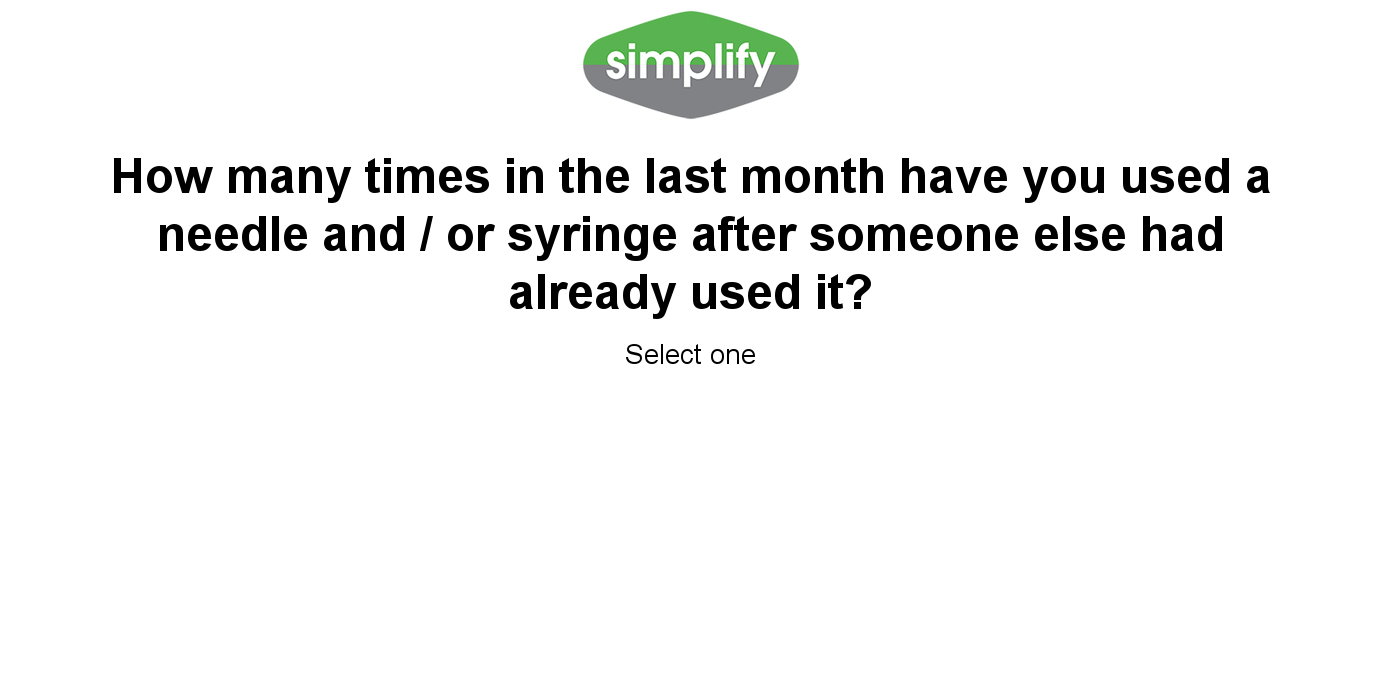 simplify
How many times in the last month have you used a
needle and / or syringe after someone else had
already used it?
Select one